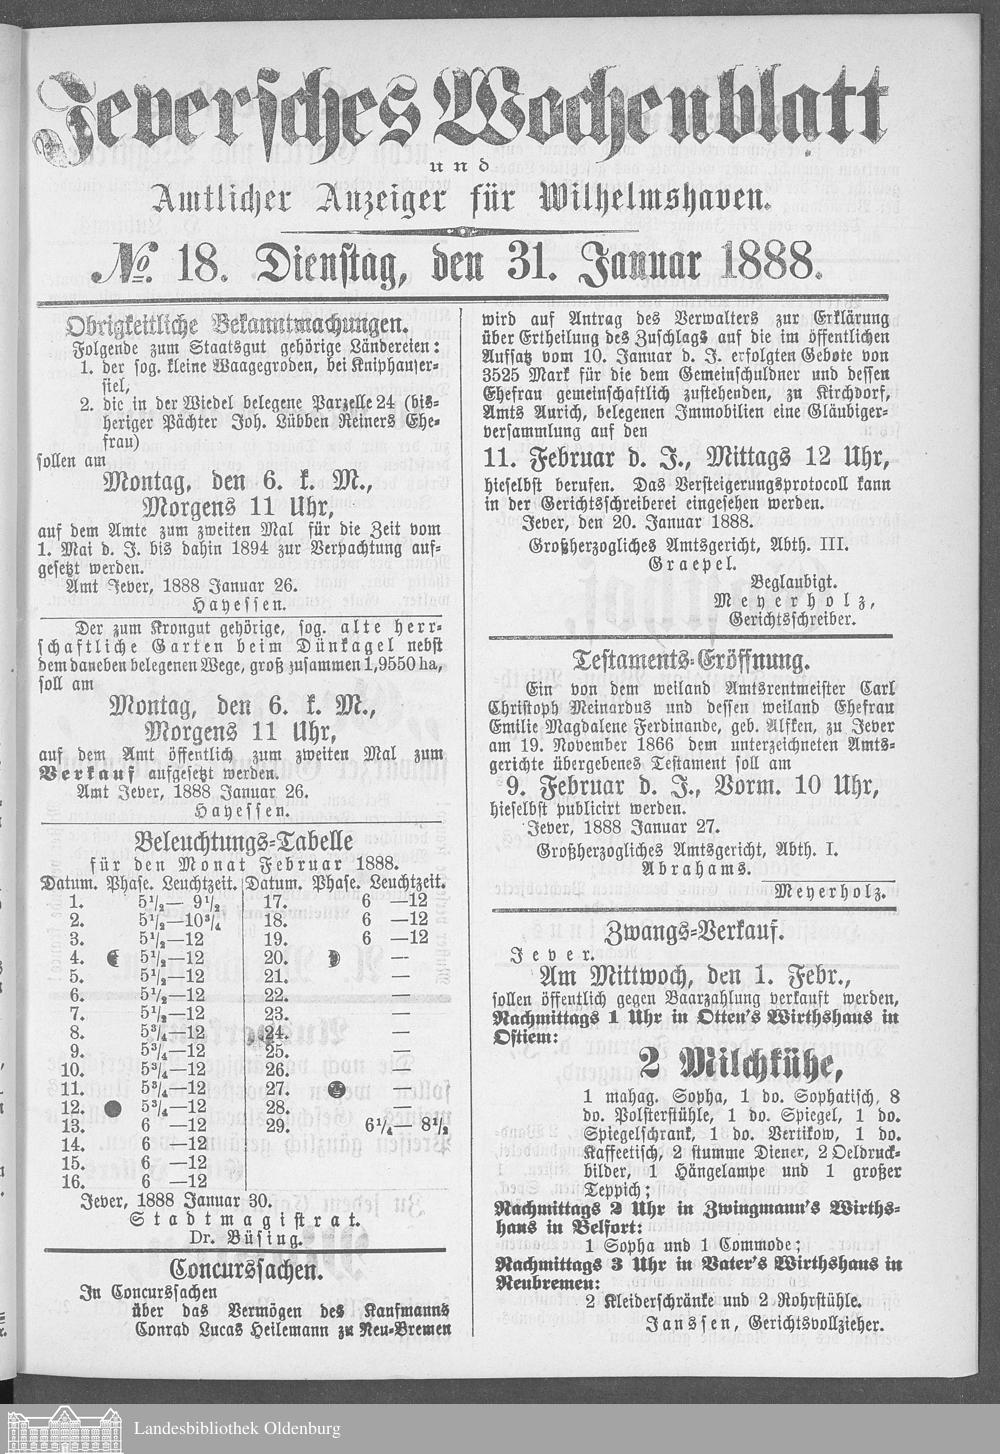 Jeversches Wochenblatt
und
Amtlicher Anzeiger für Wilhelmshaven.
No. 18. Dienstag, den 31. Januar 1888.
Obrigkeitliche Bekanntmachungen.
Folgende zum Staatsgut gehörige Ländereien:
1. der sog. kleine Waagegroden, bei Kniphauser-
siel,
2. die in der Wiedel belegene Parzelle 24 (bis-
heriger Pächter Joh. Lübben Reiners Ehe-
frau)
sollen am
Montag, den 6. k. M.,
Morgens 11 Uhr,
auf dem Amte zum zweiten Mal für die Zeit vom
1. Mai d. J. bis dahin 1894 zur Verpachtung auf-
gesetzt werden.
Amt Jever, 1888 Januar 26.
Hayessen.
Der zum Krongut gehörige, sog. alte herr-
schaftliche Garten beim Dünkagel nebst
dem daneben belegenen Wege, groß zusammen 1,9550 ha,
soll am
Montag, den 6. k. M.,
Morgens 11 Uhr,
auf dem Amt öffentlich zum zweiten Mal zum
Verkauf aufgesetzt werden.
Amt Jever, 1888 Januar 26.
Hayessen.
Beleuchtungs-Tabelle
für den Monat Februar 1888.
Datum. Phase. Leuchtzeit. Datum. Phase. Leuchtzeit.
1. 5½— 9½ 17. 6 —12
2. 5½—10¾ 18. 6 —12
3. 5½—12 19. 6 —12
4. 5½—12 20. —
5. 5½—12 21. —
6. 5½—12 22. —
7. 5½—12 23. —
8. 5¾—12 24. —
9. 5¾—12 25. —
10. 5¾—12 26. —
11. 5¾—12 27. —
12. 5¾—12 28. —
13. 6 —12 29. 6¼— 8½
14. 6 —12
15. 6 —12
16. 6 —12
Jever, 1888 Januar 30.
Stadtmagistrat.
Dr. Büsing.
Concurssachen.
In Concurssachen
über das Vermögen des Kaufmanns
Conrad Lucas Heilemann zu Neu-Bremen
wird auf Antrag des Verwalters zur Erklärung
über Ertheilung des Zuschlags auf die im öffentlichen
Aufsatz vom 10. Januar d. J. erfolgten Gebote von
3525 Mark für die dem Gemeinschuldner und dessen
Ehefrau gemeinschaftlich zustehenden, zu Kirchdorf,
Amts Aurich, belegenen Immobilien eine Gläubiger-
versammlung auf den
11. Februar d. J., Mittags 12 Uhr,
hieselbst berufen. Das Versteigerungsprotocoll kann
in der Gerichtsschreiberei eingesehen werden.
Jever, den 20. Januar 1888.
Großherzogliches Amtsgericht, Abth. III.
Graepel.
Beglaubigt.
Meyerholz,
Gerichtsschreiber.
Testaments-Eröffnung.
Ein von dem weiland Amtsrentmeister Carl
Christoph Meinardus und dessen weiland Ehefrau
Emilie Magdalene Ferdinande, geb. Alfken, zu Jever
am 19. November 1866 dem unterzeichneten Amts-
gerichte übergebenes Testament soll am
9. Februar d. J., Vorm. 10 Uhr,
hieselbst publicirt werden.
Jever, 1888 Januar 27.
Großherzogliches Amtsgericht, Abth. I.
Abrahams.
Meyerholz.
Zwangs-Verkauf.
Jever.
Am Mittwoch, den 1. Febr.,
sollen öffentlich gegen Baarzahlung verkauft werden,
Nachmittags 1 Uhr in Otten's Wirthshaus in
Ostiem:
2 Milchkühe,
1 mahag. Sopha, 1 do. Sophatisch, 8
do. Polsterstühle, 1 do. Spiegel, 1 do.
Spiegelschrank, 1 do. Vertikow, 1 do.
Kaffeetisch, 2 stumme Diener, 2 Oeldruck-
bilder, 1 Hängelampe und 1 großer
Teppich;
Nachmittags 2 Uhr in Zwingmann's Wirths-
haus in Belfort:
1 Sopha und 1 Commode;
Nachmittags 3 Uhr in Vater's Wirthshaus in
Neubremen:
2 Kleiderschränke und 2 Rohrstühle.
Janssen, Gerichtsvollzieher.
Landesbibliothek Oldenburg